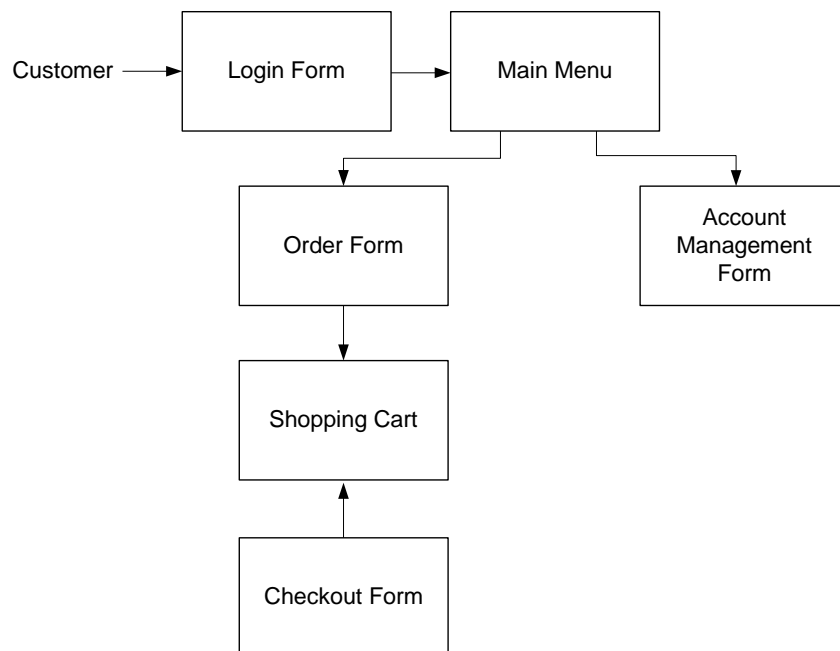 Customer
Login Form
Main Menu
Order Form
Account
Management
Form
Shopping Cart
Checkout Form